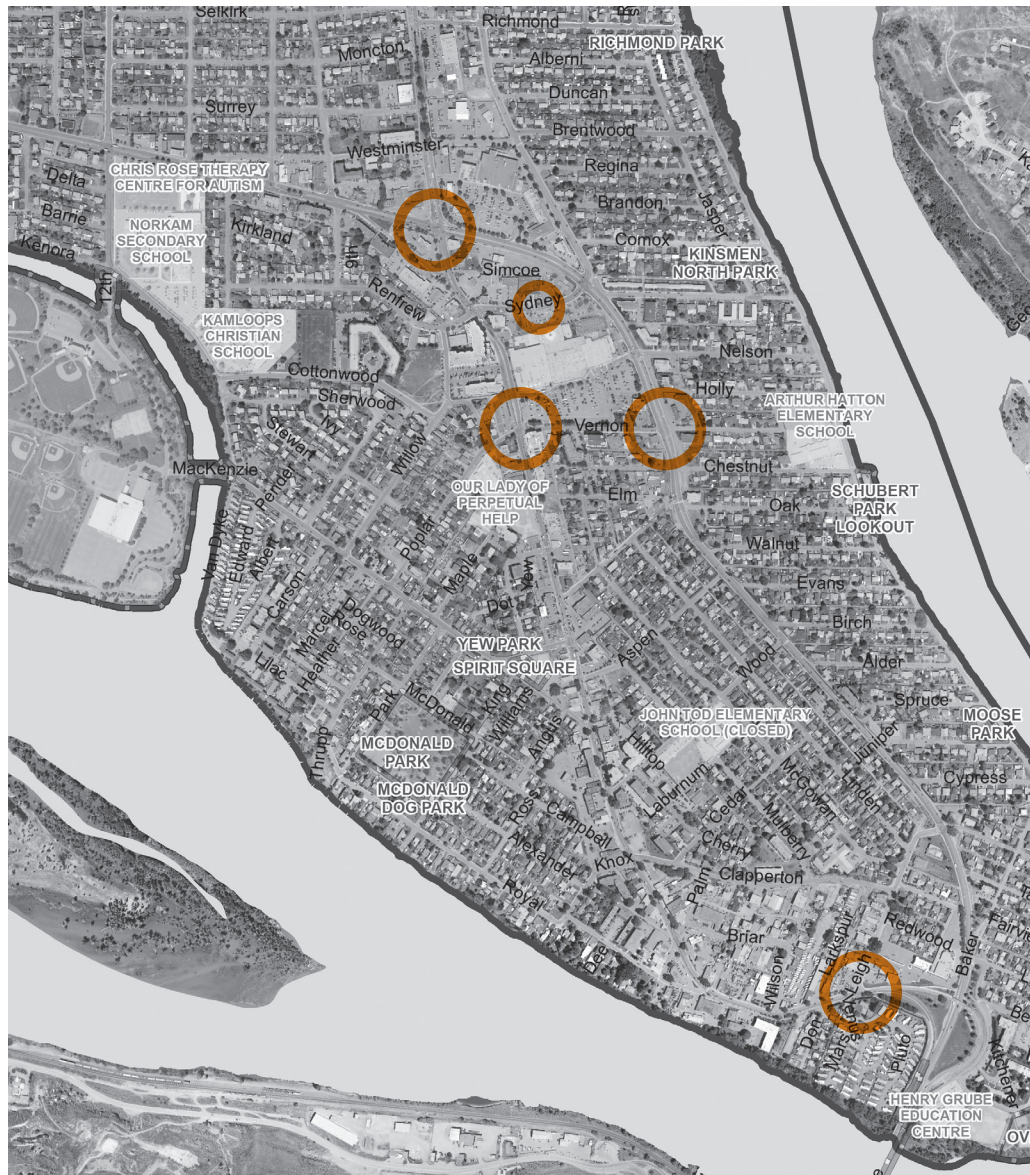 Selkirk
Richmond
Moncton
RICHMOND PARK
Alberni
Duncan
Surrey
Brentwood
Westminster
Regina
CHRIS ROSE THERAPY
CENTRE FOR AUTISM
Delta
Barrie
Kenora
NORKAM
SECONDARY
SCHOOL
Kirkland
9th
Brandon
Jasper
Comox
KINSMEN
NORTH PARK
Simcoe
12th
Renfrew
Sydney
KAMLOOPS
CHRISTIAN
SCHOOL
Nelson
Cottonwood
Sherwood
Holly
ARTHUR HATTON
ELEMENTARY
SCHOOL
Ivy
Stewart
Willow
Vernon
MacKenzie
Pender
Chestnut
OUR LADY OF
PERPETUAL
HELP
Elm
Oak
SCHUBERT
PARK
LOOKOUT
Van Dyke
Edward
Albert
Poplar
Walnut
Maple
Yew
Evans
Carson
Dot
Birch
Marcel
Rose
Dogwood
Heather
YEW PARK
SPIRIT SQUARE
Aspen
Wood
Alder
Lilac
Spruce
Park
McDonald
King
Williams
Angus
JOHN TOD ELEMENTARY
SCHOOL (CLOSED)
MOOSE
PARK
Thrupp
MCDONALD
PARK
Hilltop
Juniper
MCDONALD
DOG PARK
Laburnum
McGowan
Linden
Cypress
Ross
Campbell
Cedar
Mulberry
Cherry
Alexander
Knox
Palm
Clapperton
Royal
Briar
Larkspur
Redwood
Dee
Wilson
Leigh
Baker
Don
Mars
Venus
Pluto
Kitchener
HENRY GRUBE
EDUCATION
CENTRE